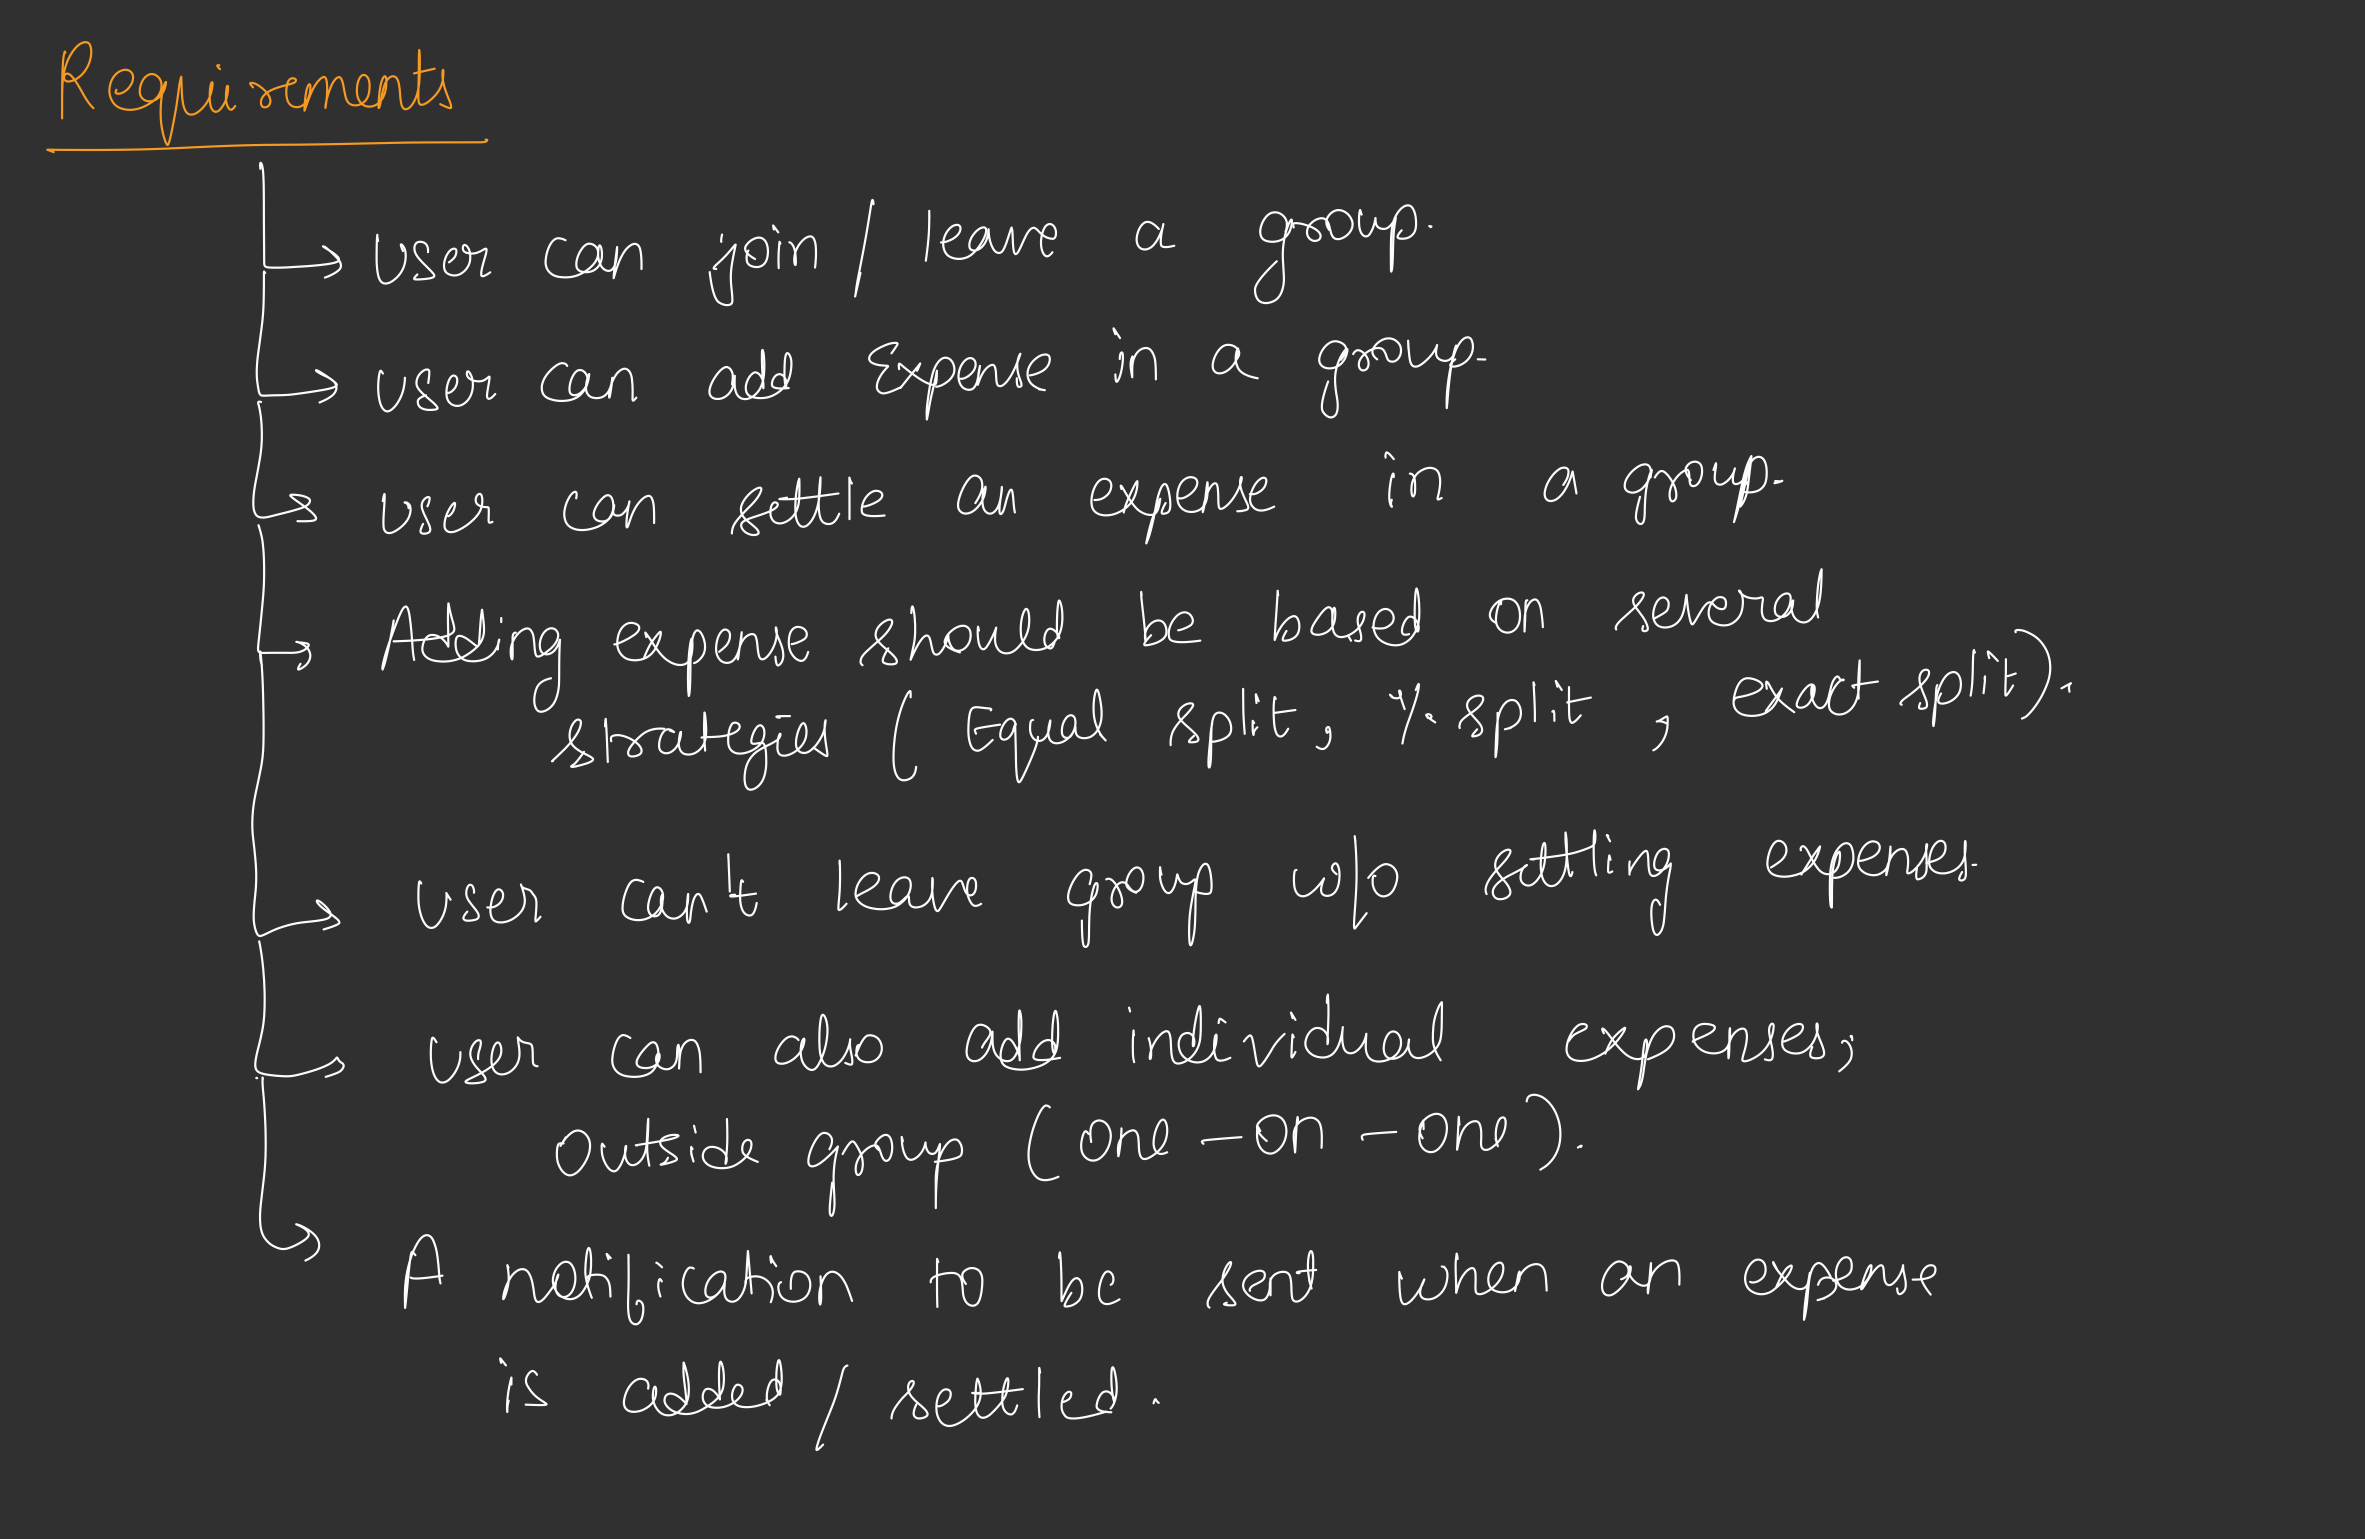 Requirements
user can join / leave a group.
user can add Expense in a group.
user can settle an expense in a group.
Adding expense should be based on several
strategies ( Equal split, % split, exact split).
user can't leave group w/o settling expenses.
user can also add individual expenses,
outside group (one-on-one).
A notification to be sent when an expense
is added / settled.